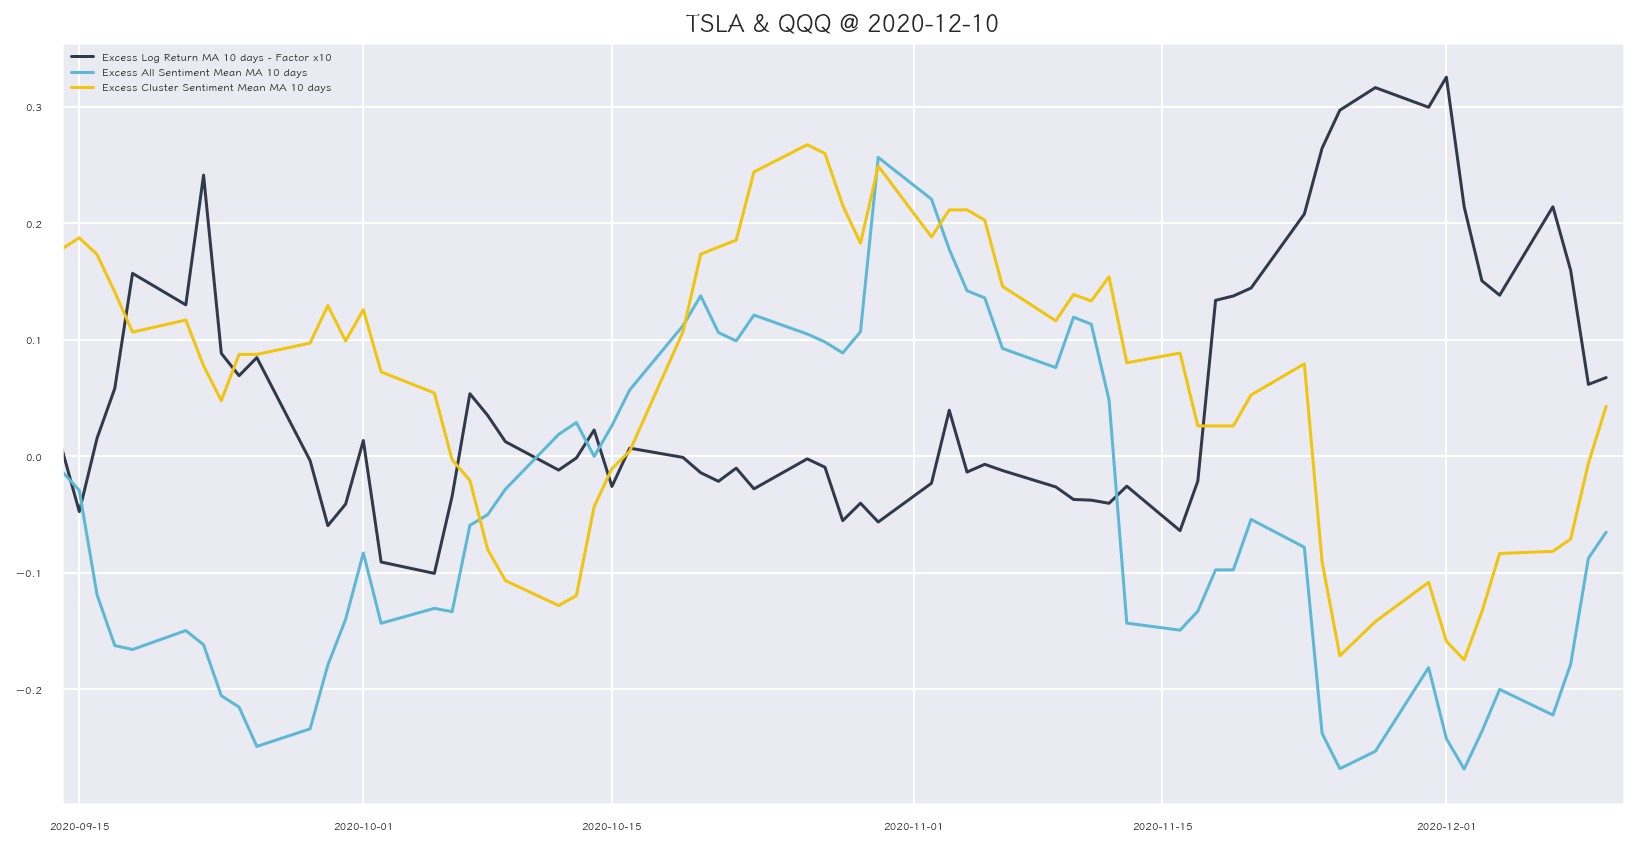 TSLA & QQQ @ 2020-12-10
Excess Log Return MA 10 days - Factor x10
Excess All Sentiment Mean MA 10 days
Excess Cluster Sentiment Mean MA 10 days
0.3
0.2
0.1
0.0
−0.1
−0.2
2020-09-15 2020-10-01 2020-10-15 2020-11-01 2020-11-15 2020-12-01